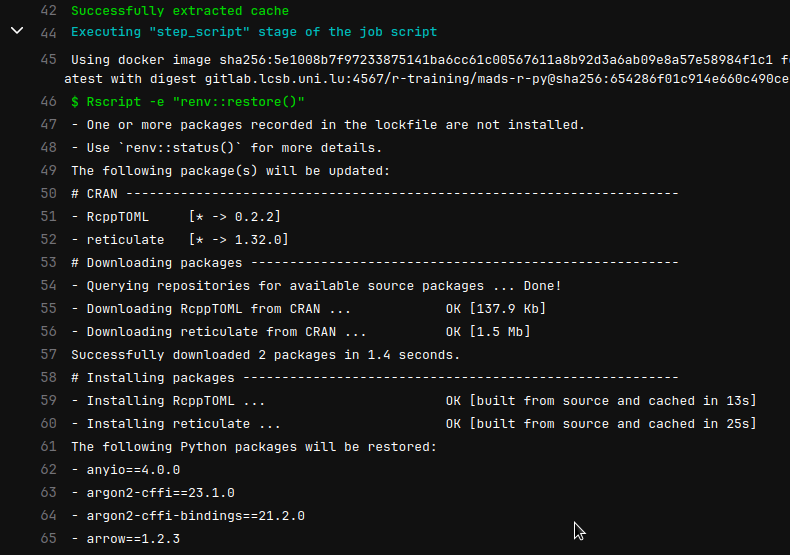 42 Successfully extracted cache
44 Executing "step_script" stage of the job script
45 Using docker image sha256:5e1008b7f97233875141ba6cc61c00567611a8b92d3a6ab09e8a57e58984f1c1 f
atest with digest gitlab.lcsb.uni.lu:4567/r-training/mads-r-py@sha256:654286f01c914e660c490ce
46 $ Rscript -e "renv::restore()"
47 - One or more packages recorded in the lockfile are not installed.
48 - Use `renv::status()` for more details.
49 The following package(s) will be updated:
50 # CRAN -----------------------------------------------------------------------
51 - RcppTOML     [* -> 0.2.2]
52 - reticulate   [* -> 1.32.0]
53 # Downloading packages -------------------------------------------------------
54 - Querying repositories for available source packages ... Done!
55 - Downloading RcppTOML from CRAN ...            OK [137.9 Kb]
56 - Downloading reticulate from CRAN ...          OK [1.5 Mb]
57 Successfully downloaded 2 packages in 1.4 seconds.
58 # Installing packages --------------------------------------------------------
59 - Installing RcppTOML ...                       OK [built from source and cached in 13s]
60 - Installing reticulate ...                     OK [built from source and cached in 25s]
61 The following Python packages will be restored:
62 - anyio==4.0.0
63 - argon2-cffi==23.1.0
64 - argon2-cffi-bindings==21.2.0
65 - arrow==1.2.3